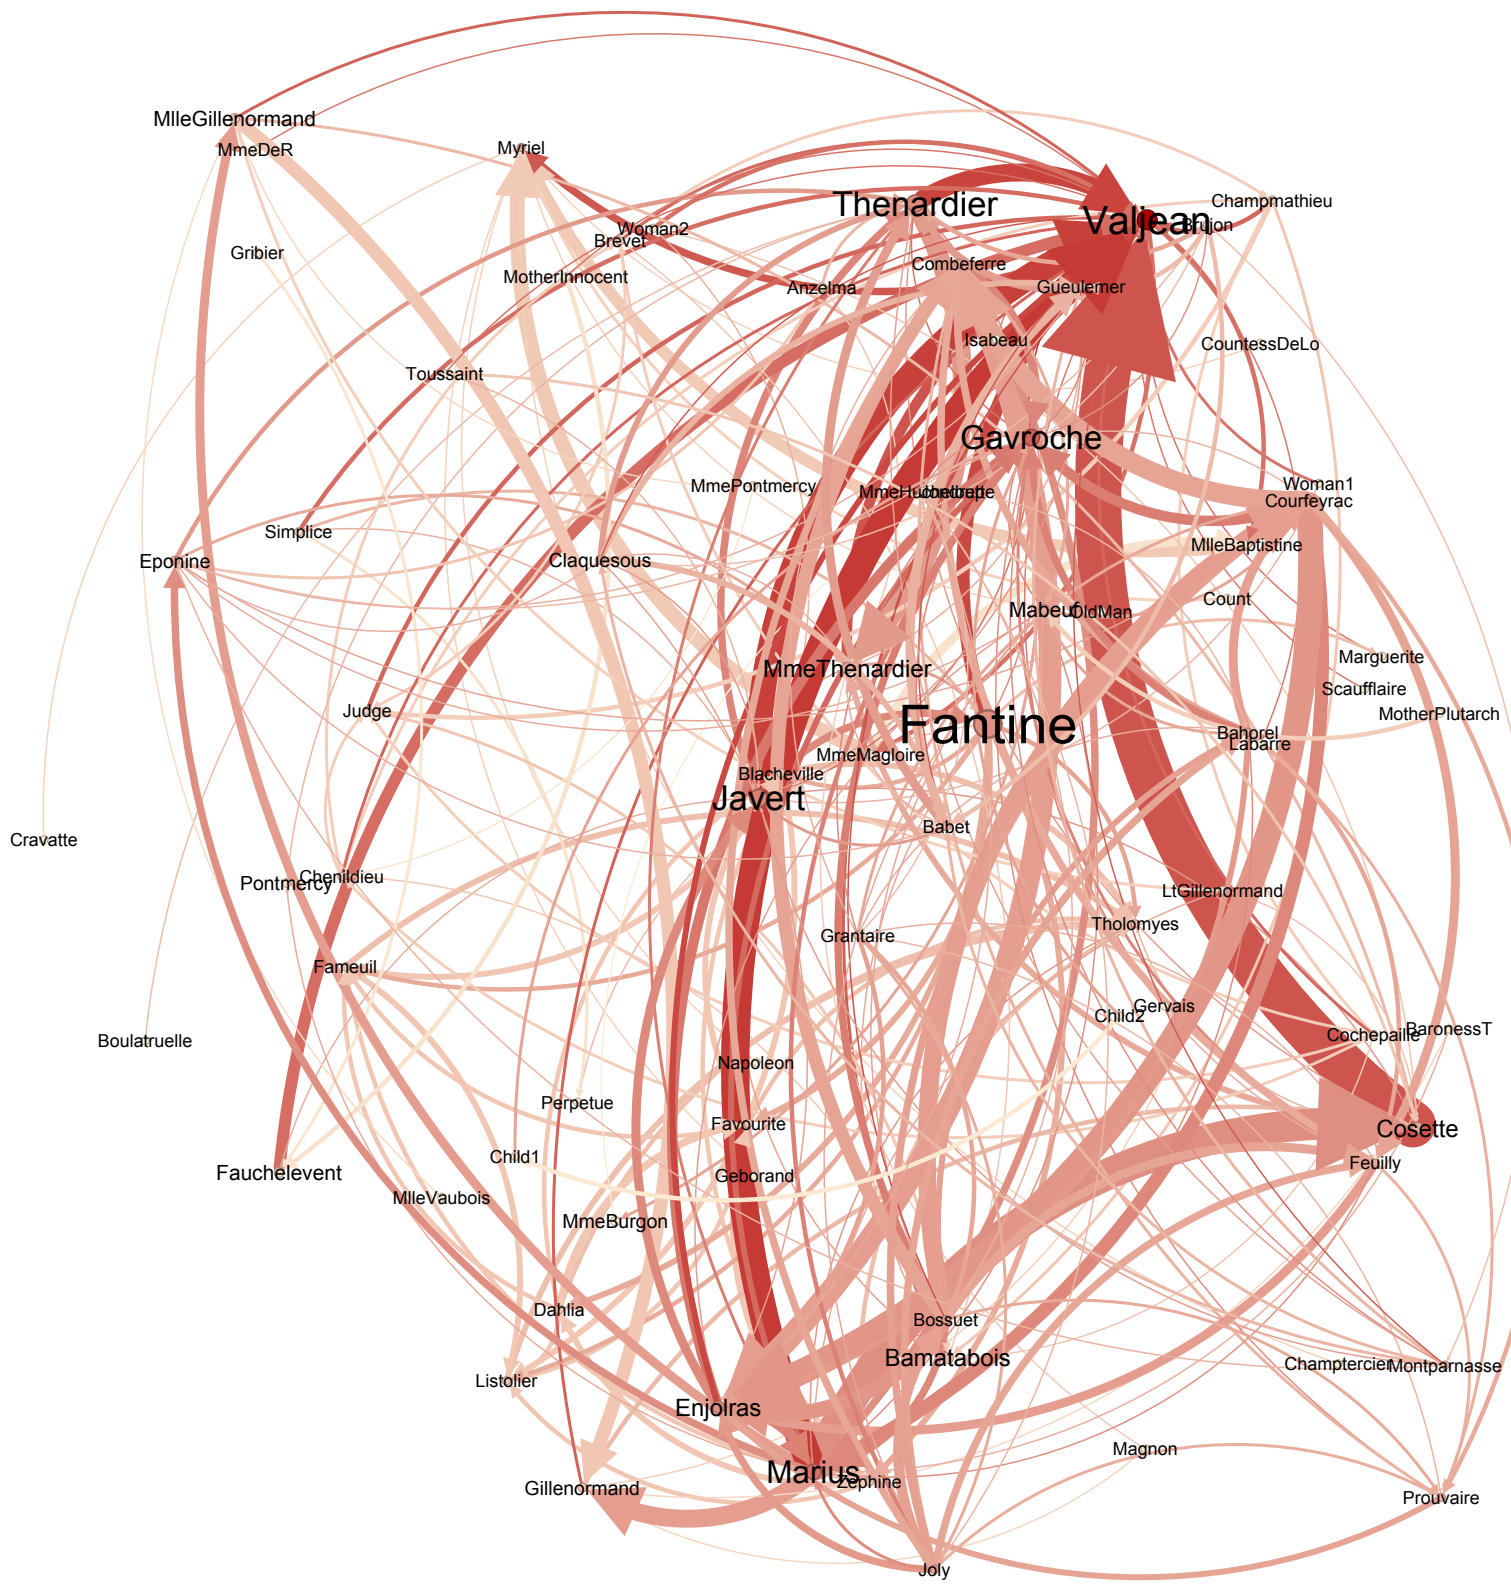 MlleGillenormand
MmeDeR
Myriel
Thenardier
Valjean
Brujon
Champmathieu
Woman2
Brevet
Gribier
MotherInnocent
Combeferre
Anzelma
Gueulemer
Isabeau
CountessDeLo
Toussaint
Gavroche
MmePontmercy
MmeHucheloup
Jondrette
Woman1
Courfeyrac
Simplice
MlleBaptistine
Eponine
Claquesous
Count
Mabeuf
OldMan
Marguerite
MmeThenardier
Scaufflaire
Judge
MotherPlutarch
Fantine
Bahorel
Labarre
MmeMagloire
Blacheville
Javert
Babet
Cravatte
Chenildieu
Pontmercy
LtGillenormand
Tholomyes
Grantaire
Fameuil
Gervais
Child2
BaronessT
Cochepaille
Boulatruelle
Napoleon
Perpetue
Favourite
Cosette
Child1
Feuilly
Fauchelevent
Geborand
MlleVaubois
MmeBurgon
Dahlia
Bossuet
Bamatabois
Champtercier
Montparnasse
Listolier
Enjolras
Magnon
Marius
Zephine
Gillenormand
Prouvaire
Joly